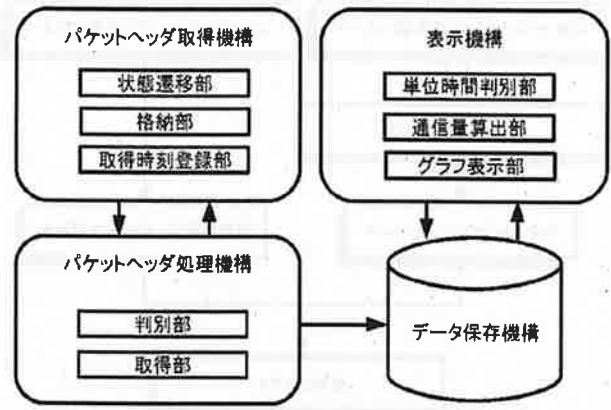 パケットヘッダ取得機構
状態遷移部
格納部
取得時刻登録部
表示機構
単位時間判別部
通信量算出部
グラフ表示部
パケットヘッダ処理機構
判別部
取得部
データ保存機構